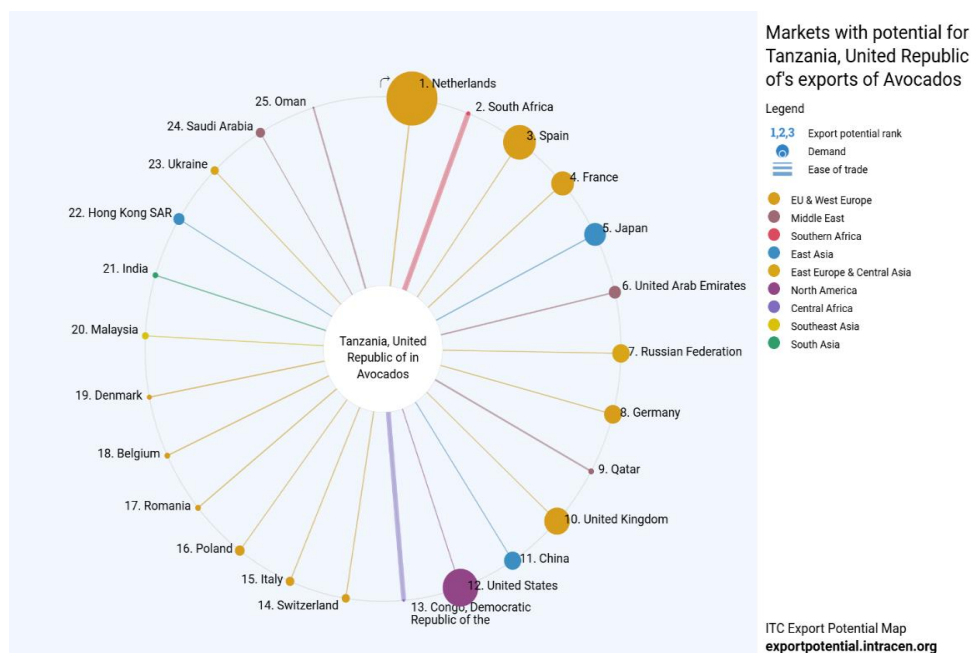 1. Netherlands
2. South Africa
3. Spain
4. France
5. Japan
6. United Arab Emirates
7. Russian Federation
8. Germany
9. Qatar
10. United Kingdom
11. China
12. United States
13. Congo, Democratic
Republic of the
14. Switzerland
15. Italy
16. Poland
17. Romania
18. Belgium
19. Denmark
20. Malaysia
21. India
22. Hong Kong SAR
23. Ukraine
24. Saudi Arabia
25. Oman
Tanzania, United
Republic of in
Avocados
Markets with potential for
Tanzania, United Republic
of's exports of Avocados
Legend
1,2,3 Export potential rank
Demand
Ease of trade
EU & West Europe
Middle East
Southern Africa
East Asia
East Europe & Central Asia
North America
Central Africa
Southeast Asia
South Asia
ITC Export Potential Map
exportpotential.intracen.org